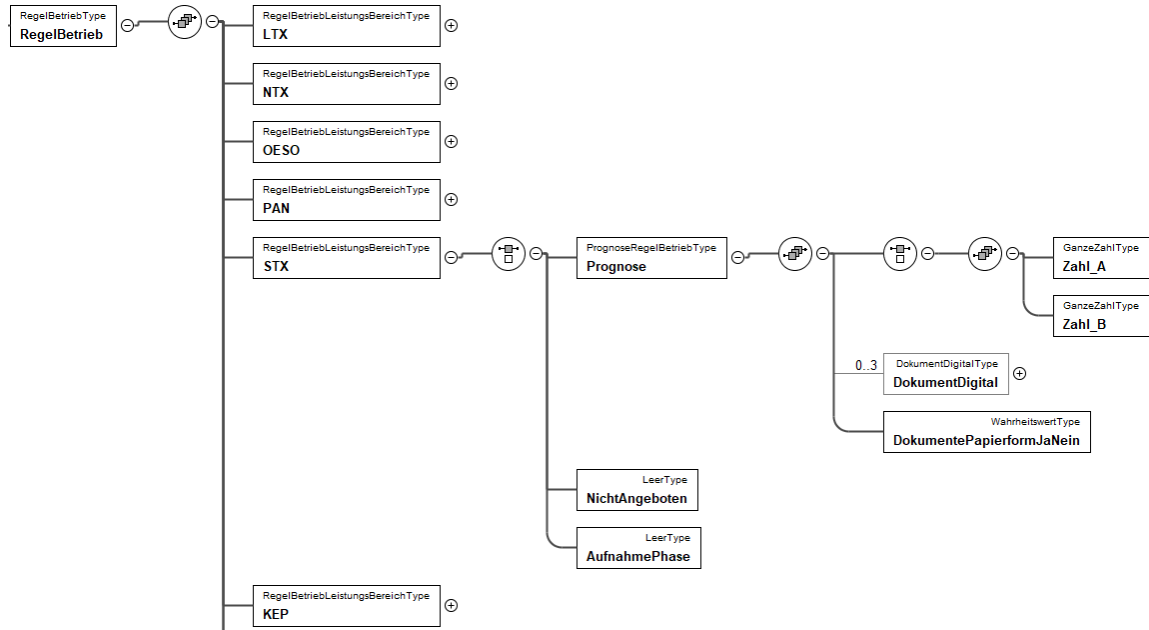 RegelBetriebType
RegelBetrieb
RegelBetriebLeistungsBereichType
LTX
RegelBetriebLeistungsBereichType
NTX
RegelBetriebLeistungsBereichType
OESO
RegelBetriebLeistungsBereichType
PAN
RegelBetriebLeistungsBereichType
STX
PrognoseRegelBetriebType
Prognose
GanzeZahlType
Zahl_A
GanzeZahlType
Zahl_B
0..3
DokumentDigitalType
DokumentDigital
WahrheitswertType
DokumentePapierformJaNein
LeerType
NichtAngeboten
LeerType
AufnahmePhase
RegelBetriebLeistungsBereichType
KEP